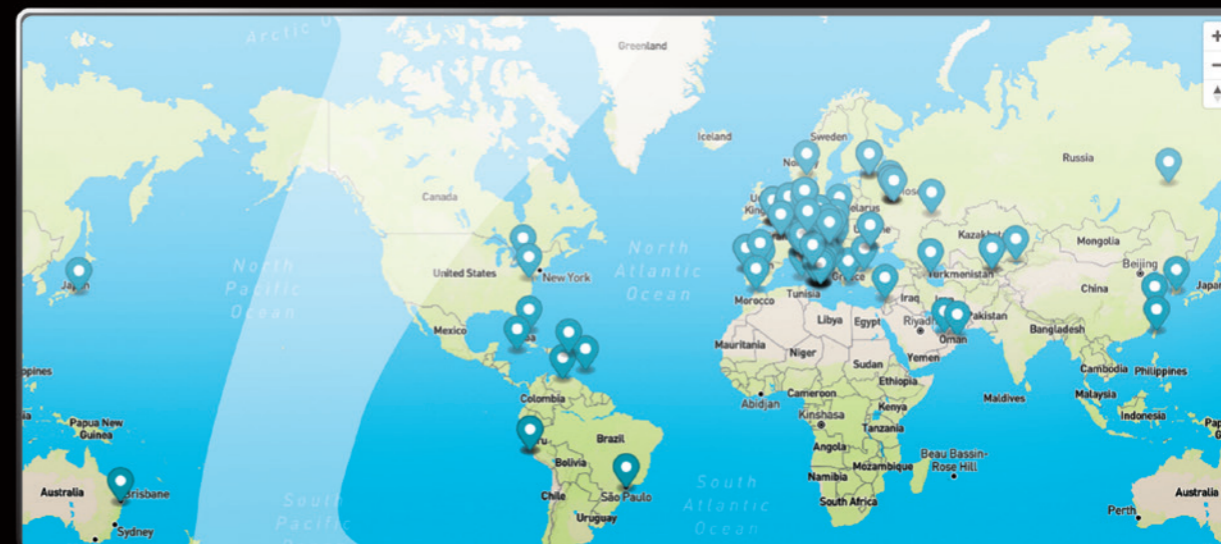 Arctic O
Greenland
Iceland
Sweden
Russia
Canada
Belarus
Kazakh
Mongolia
North
Pacific
Ocean
United States
New York
North
Atlantic
Ocean
Greece
Turkmenistan
Beijing
China
Japan
Morocco
Tunisia
Iraq
Pakistan
Mexico
Libya
Egypt
Riyadh
Oman
Bangladesh
Mauritania
Niger
Sudan
Yemen
Cambodia
Philippines
Colombia
Ethiopia
Maldives
Malaysia
Abidjan
Cameroon
Kenya
Indonesia
Papua New
Guinea
Kinshasa
Tanzania
Brazil
Angola
Beau Bassin-
Rose Hill
Bolivia
Mozambique
Namibia
Australia
Brisbane
Chile
São Paulo
South Africa
South
Atlantic
Ocean
Australia
South
Pacific
Uruguay
Perth
Sydney